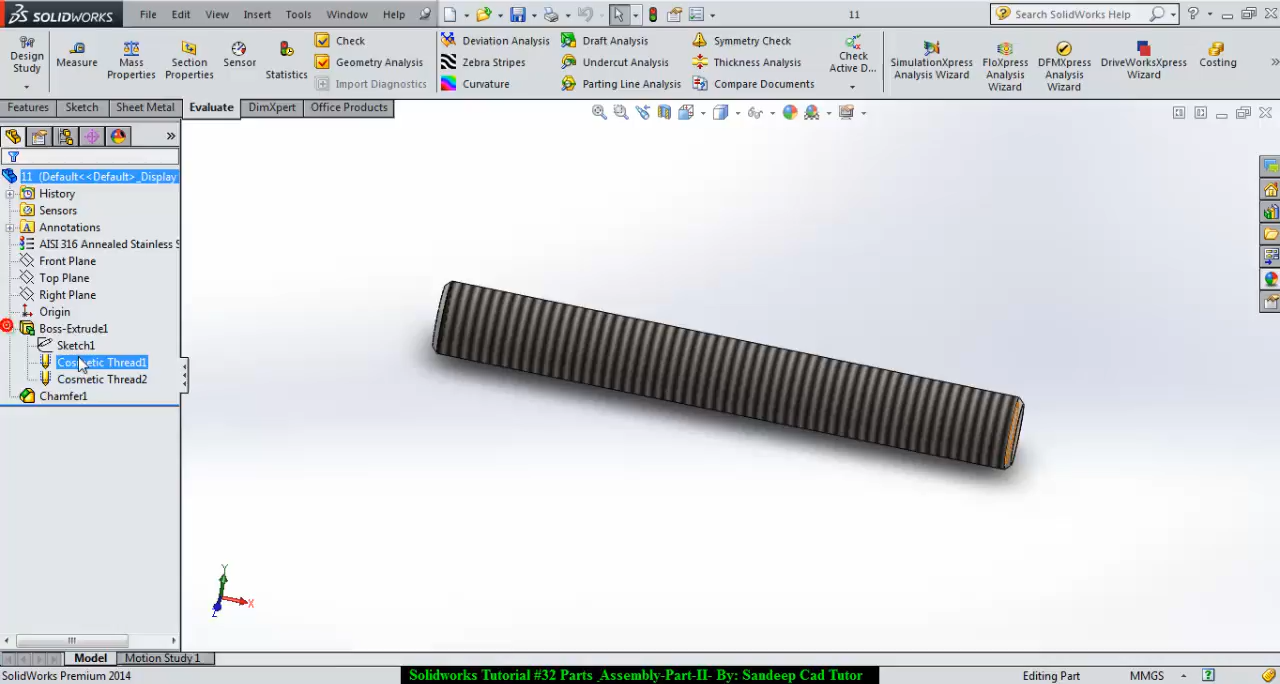 SOLIDWORKS File Edit View Insert Tools Window Help 11 Search SolidWorks Help
Design Study
Measure
Mass Properties
Section Properties
Sensor
Statistics
Check
Geometry Analysis
Import Diagnostics
Deviation Analysis
Zebra Stripes
Curvature
Draft Analysis
Undercut Analysis
Parting Line Analysis
Symmetry Check
Thickness Analysis
Compare Documents
Check Active D...
SimulationXpress Analysis Wizard
FloXpress Analysis Wizard
DFMXpress Analysis Wizard
DriveWorksXpress Wizard
Costing
Features Sketch Sheet Metal Evaluate DimXpert Office Products
11 (Default<<Default>_Display
History
Sensors
Annotations
AISI 316 Annealed Stainless S
Front Plane
Top Plane
Right Plane
Origin
Boss-Extrude1
Sketch1
Cosmetic Thread1
Cosmetic Thread2
Chamfer1
Y
X
Z
Model Motion Study 1
SolidWorks Premium 2014 Solidworks Tutorial #32 Parts Assembly-Part-II- By: Sandeep Cad Tutor Editing Part MMGS